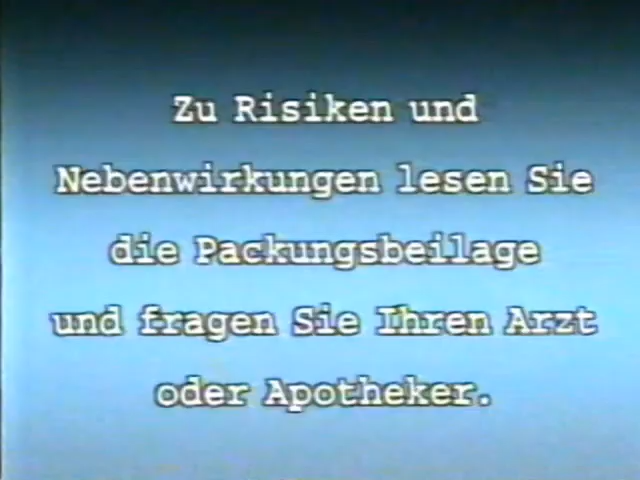 Zu Risiken und
Nebenwirkungen lesen Sie
die Packungsbeilage
und fragen Sie Ihren Arzt
oder Apotheker.